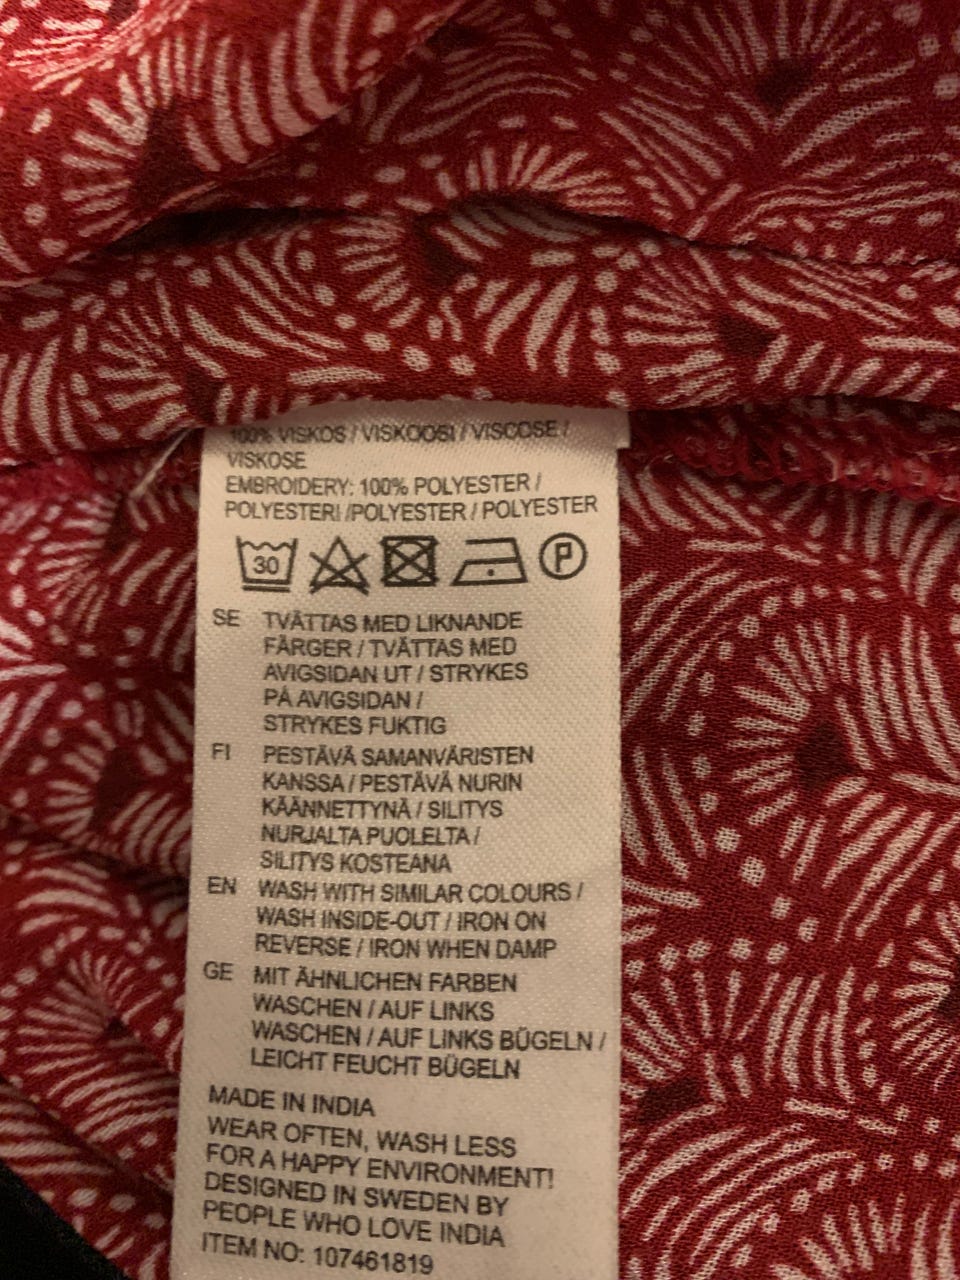 100% VISKOS / VISKOOSI / VISCOSE /
VISKOSE
EMBROIDERY: 100% POLYESTER /
POLYESTERI /POLYESTER / POLYESTER
30 P
SE TVÄTTAS MED LIKNANDE
FÄRGER / TVÄTTAS MED
AVIGSIDAN UT / STRYKES
PÅ AVIGSIDAN /
STRYKES FUKTIG
FI PESTÄVÄ SAMANVÄRISTEN
KANSSA / PESTÄVÄ NURIN
KÄÄNNETTYNÄ / SILITYS
NURJALTA PUOLELTA /
SILITYS KOSTEANA
EN WASH WITH SIMILAR COLOURS /
WASH INSIDE-OUT / IRON ON
REVERSE / IRON WHEN DAMP
GE MIT ÄHNLICHEN FARBEN
WASCHEN / AUF LINKS
WASCHEN / AUF LINKS BÜGELN /
LEICHT FEUCHT BÜGELN
MADE IN INDIA
WEAR OFTEN, WASH LESS
FOR A HAPPY ENVIRONMENT!
DESIGNED IN SWEDEN BY
PEOPLE WHO LOVE INDIA
ITEM NO: 107461819